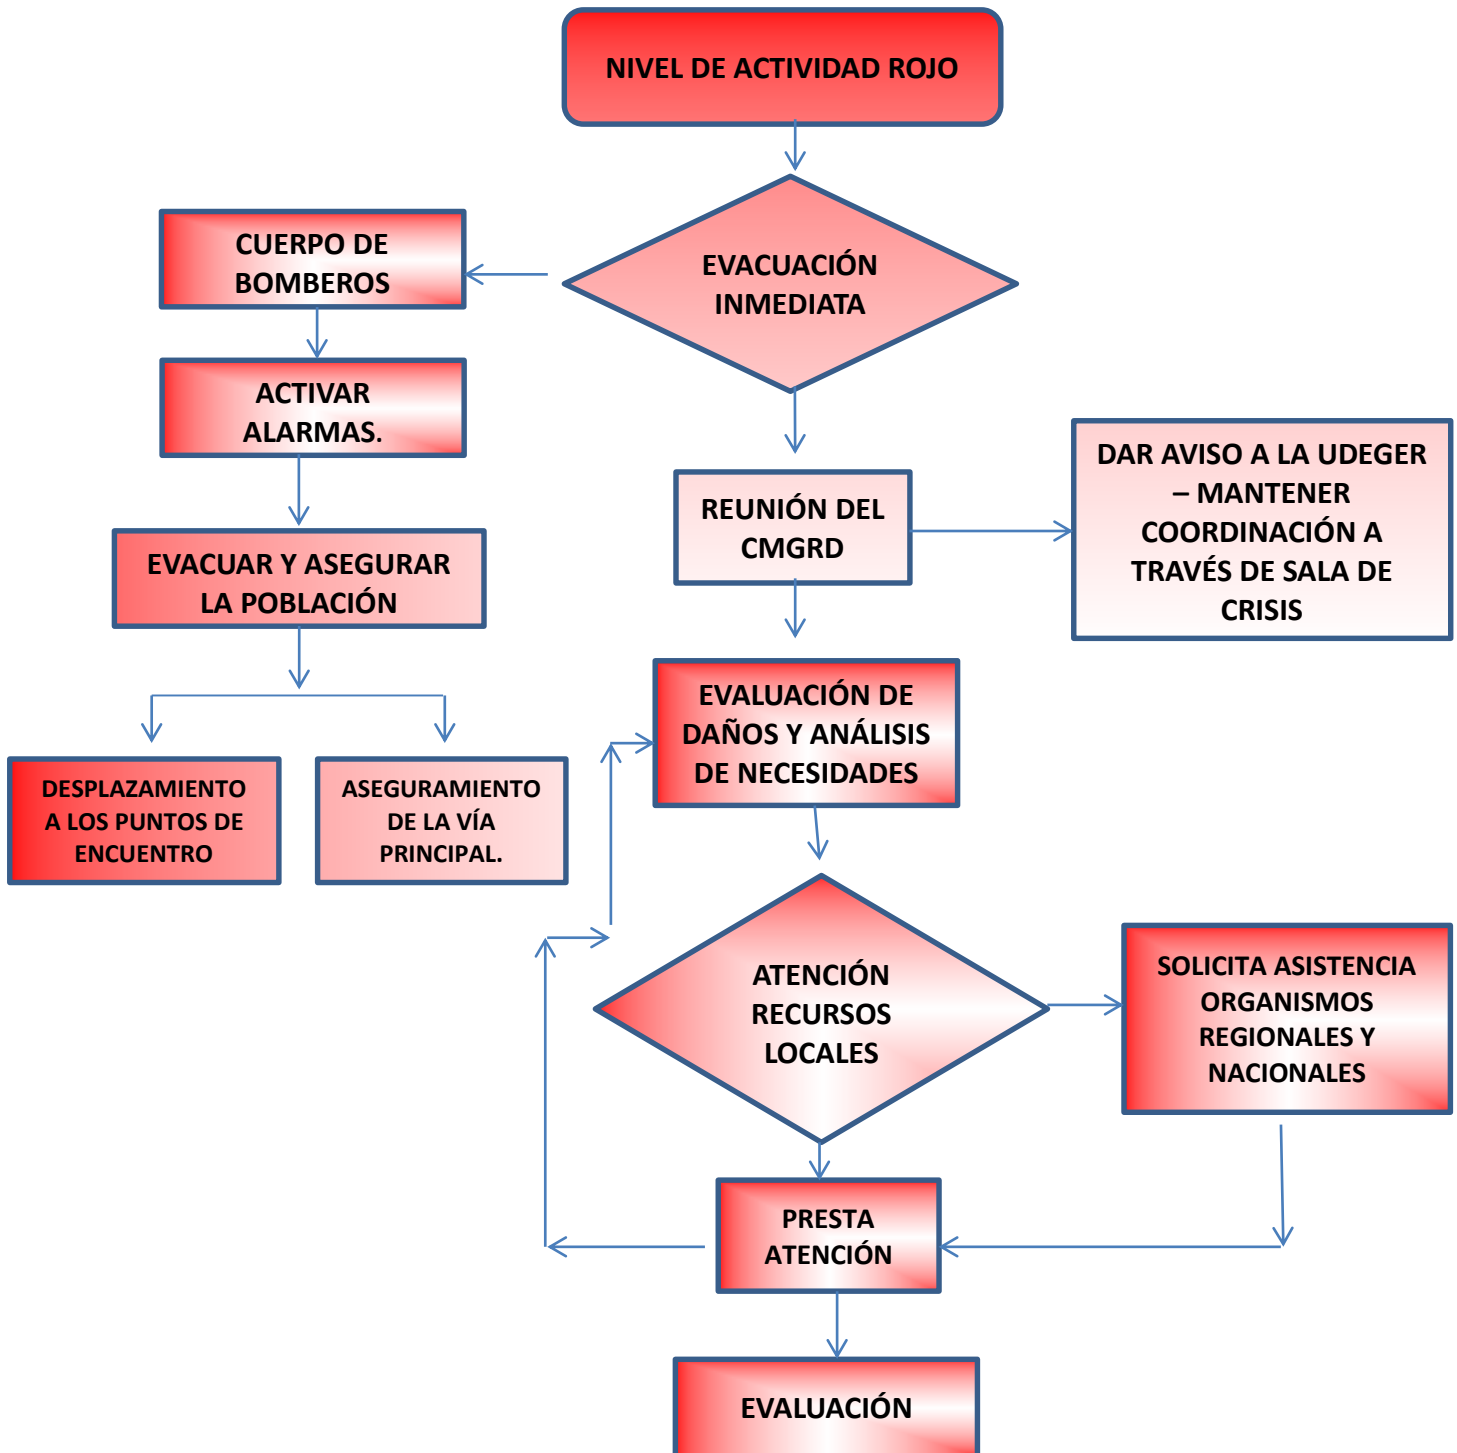 NIVEL DE ACTIVIDAD ROJO
EVACUACIÓN
INMEDIATA
CUERPO DE
BOMBEROS
ACTIVAR
ALARMAS.
EVACUAR Y ASEGURAR
LA POBLACIÓN
DESPLAZAMIENTO
A LOS PUNTOS DE
ENCUENTRO
ASEGURAMIENTO
DE LA VÍA
PRINCIPAL.
REUNIÓN DEL
CMGRD
DAR AVISO A LA UDEGER
– MANTENER
COORDINACIÓN A
TRAVÉS DE SALA DE
CRISIS
EVALUACIÓN DE
DAÑOS Y ANÁLISIS
DE NECESIDADES
ATENCIÓN
RECURSOS
LOCALES
SOLICITA ASISTENCIA
ORGANISMOS
REGIONALES Y
NACIONALES
PRESTA
ATENCIÓN
EVALUACIÓN